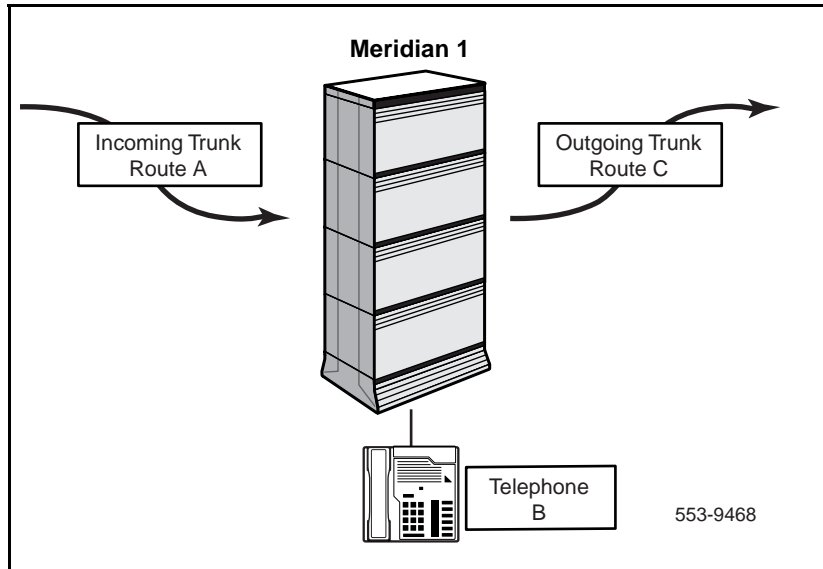 Meridian 1
Incoming Trunk
Route A
Outgoing Trunk
Route C
Telephone
B
553-9468